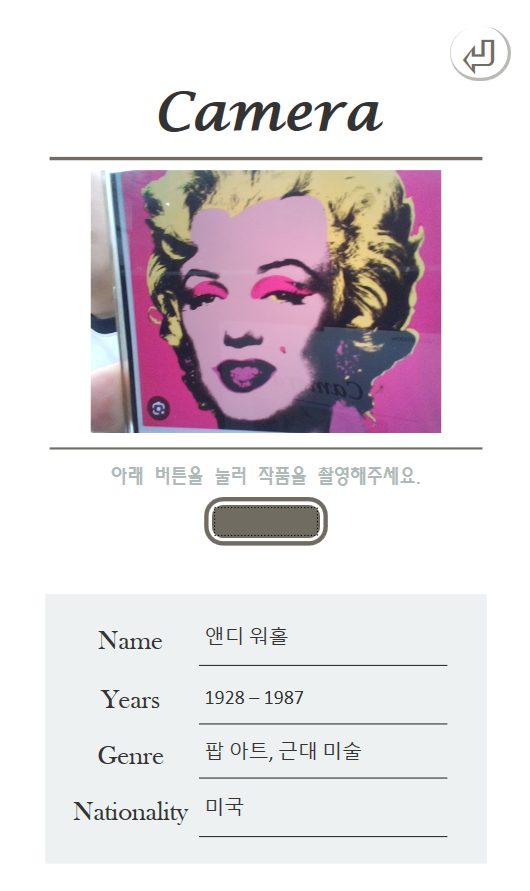 Camera
아래 버튼을 눌러 작품을 촬영해주세요.
Name 앤디 워홀
Years 1928 – 1987
Genre 팝 아트, 근대 미술
Nationality 미국